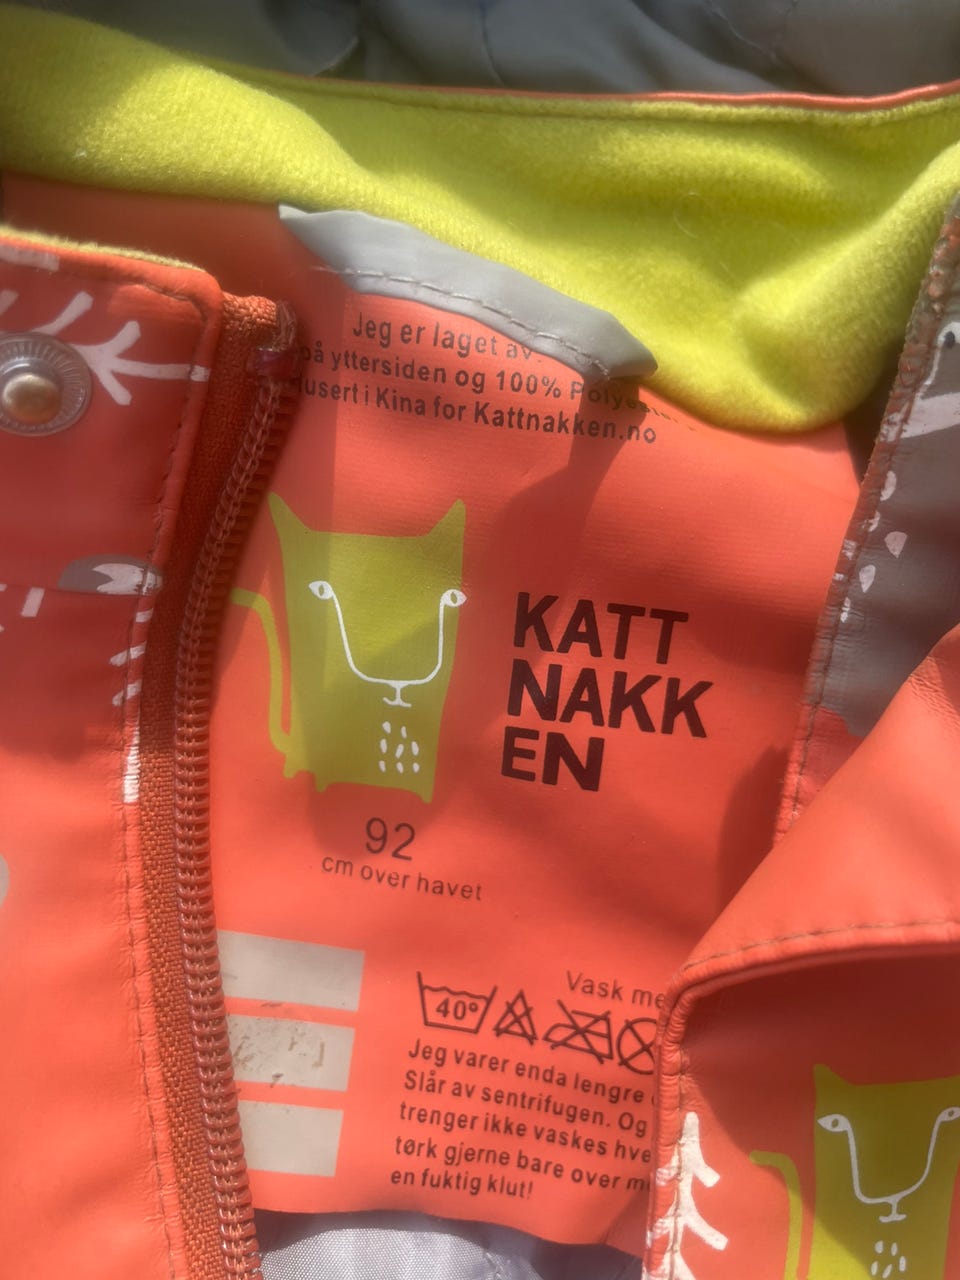 Jeg er laget av
på yttersiden og 100% Polyester
usert i Kina for Kattnakken.no
KATT
NAKK
EN
92
cm over havet
Vask me
40°
Jeg varer enda lengre
Slår av sentrifugen. Og
trenger ikke vaskes hve
tørk gjerne bare over m
en fuktig klut!